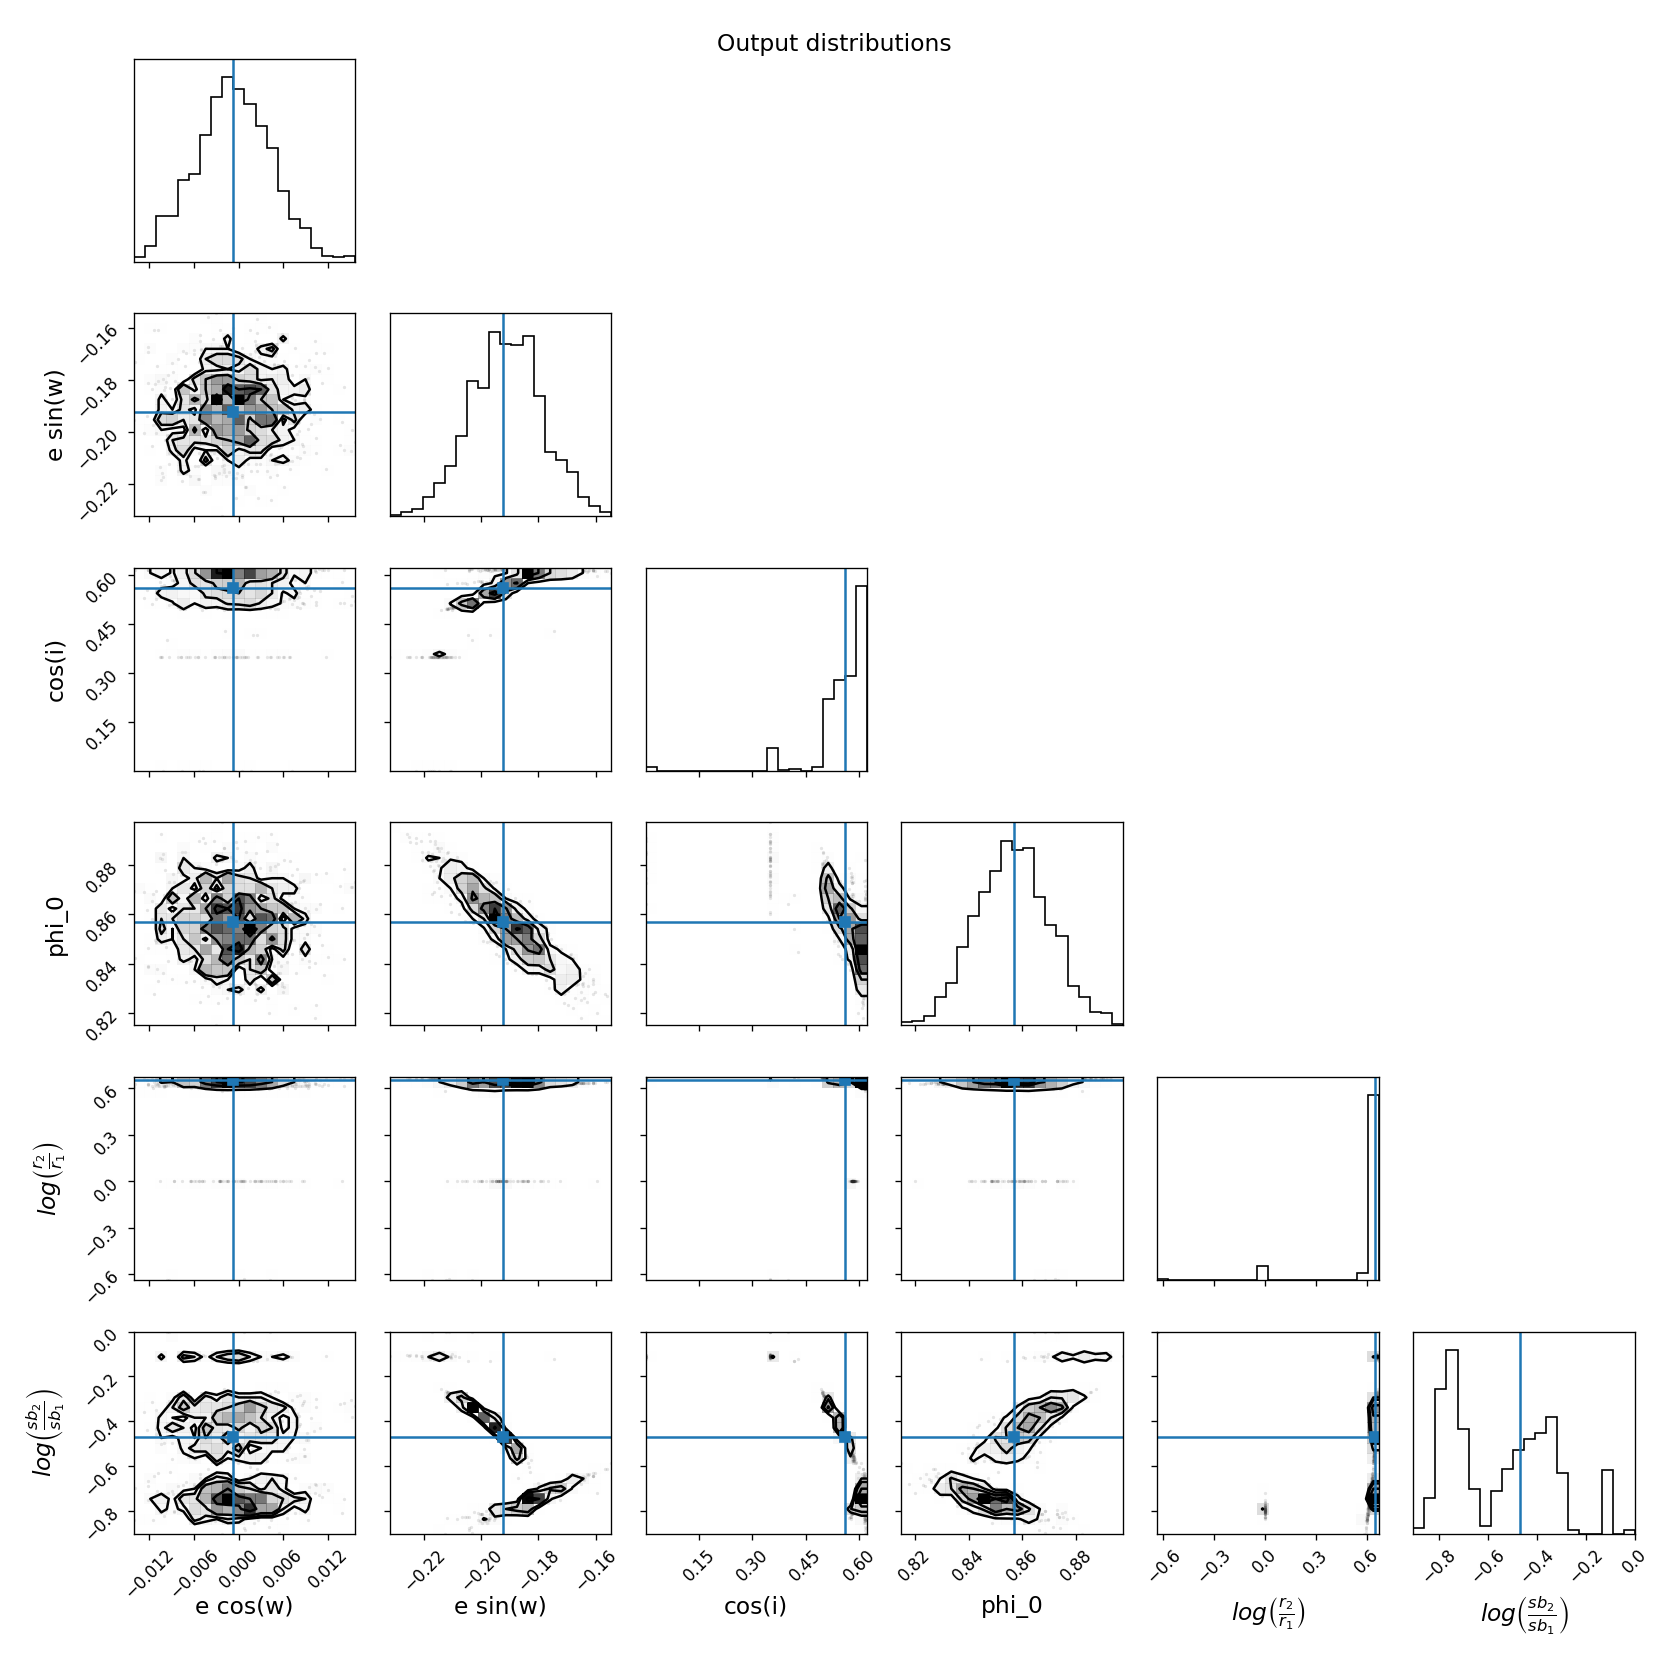 Output distributions
−0.16
−0.18
−0.20
−0.22
e sin(w)
0.60
0.45
0.30
0.15
cos(i)
0.88
0.86
0.84
0.82
phi_0
0.6
0.3
0.0
−0.3
−0.6
log(r2/r1)
0.0
−0.2
−0.4
−0.6
−0.8
log(sb2/sb1)
−0.012 −0.006 0.000 0.006 0.012
−0.22 −0.20 −0.18 −0.16
0.15 0.30 0.45 0.60
0.82 0.84 0.86 0.88
−0.6 −0.3 0.0 0.3 0.6
−0.8 −0.6 −0.4 −0.2 0.0
e cos(w) e sin(w) cos(i) phi_0 log(r2/r1) log(sb2/sb1)